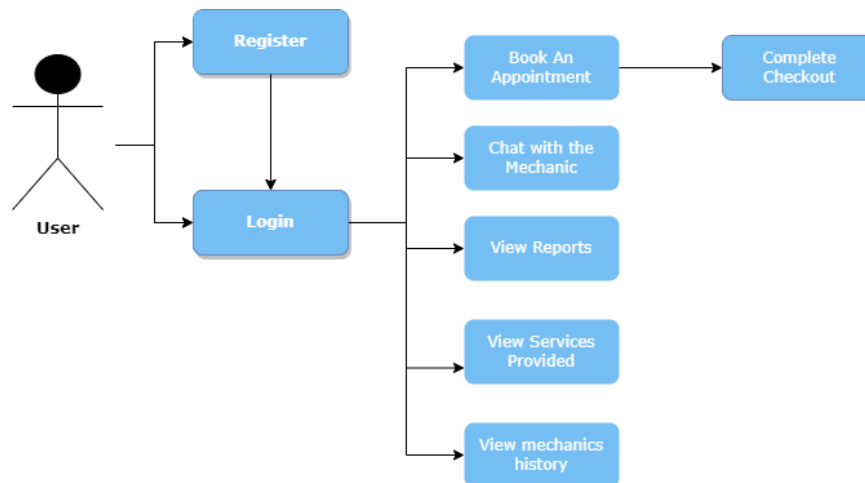 Register
Book An
Appointment
Complete
Checkout
Chat with the
Mechanic
User
Login
View Reports
View Services
Provided
View mechanics
history